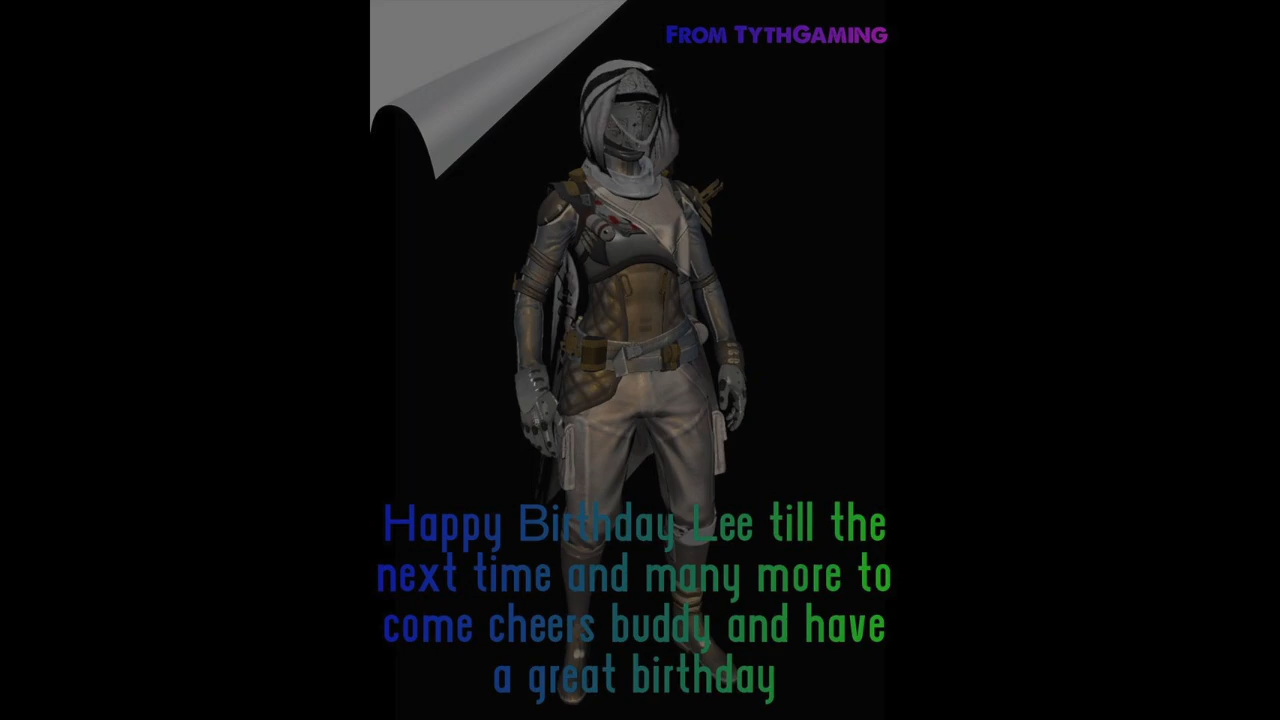 From TythGaming
Happy Birthday Lee till the
next time and many more to
come cheers buddy and have
a great birthday